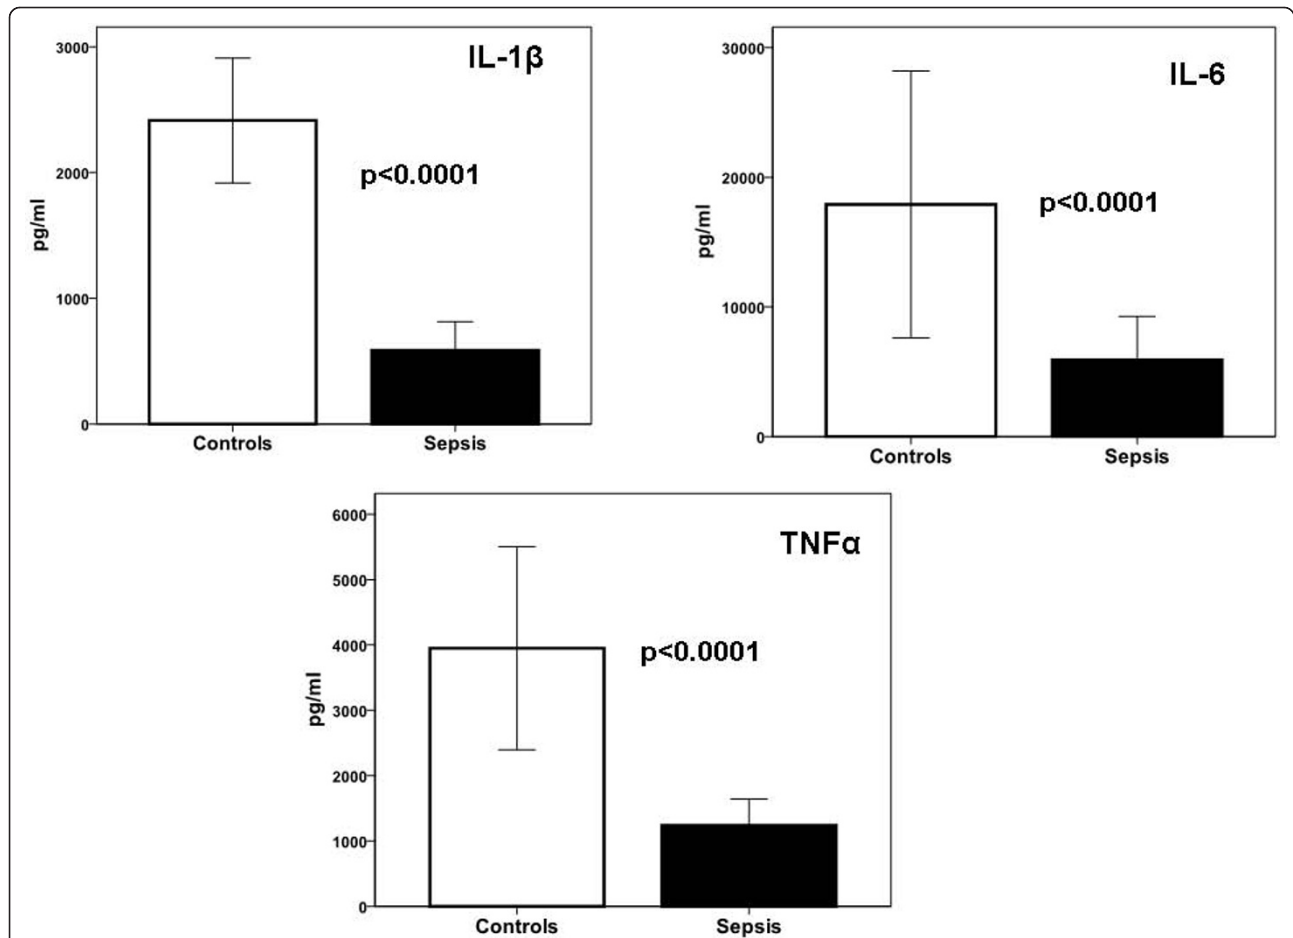 IL-1β
3000
2000
1000
0
pg/ml
p<0.0001
Controls
Sepsis
IL-6
30000
20000
10000
0
pg/ml
p<0.0001
Controls
Sepsis
TNFα
6000
5000
4000
3000
2000
1000
0
pg/ml
p<0.0001
Controls
Sepsis